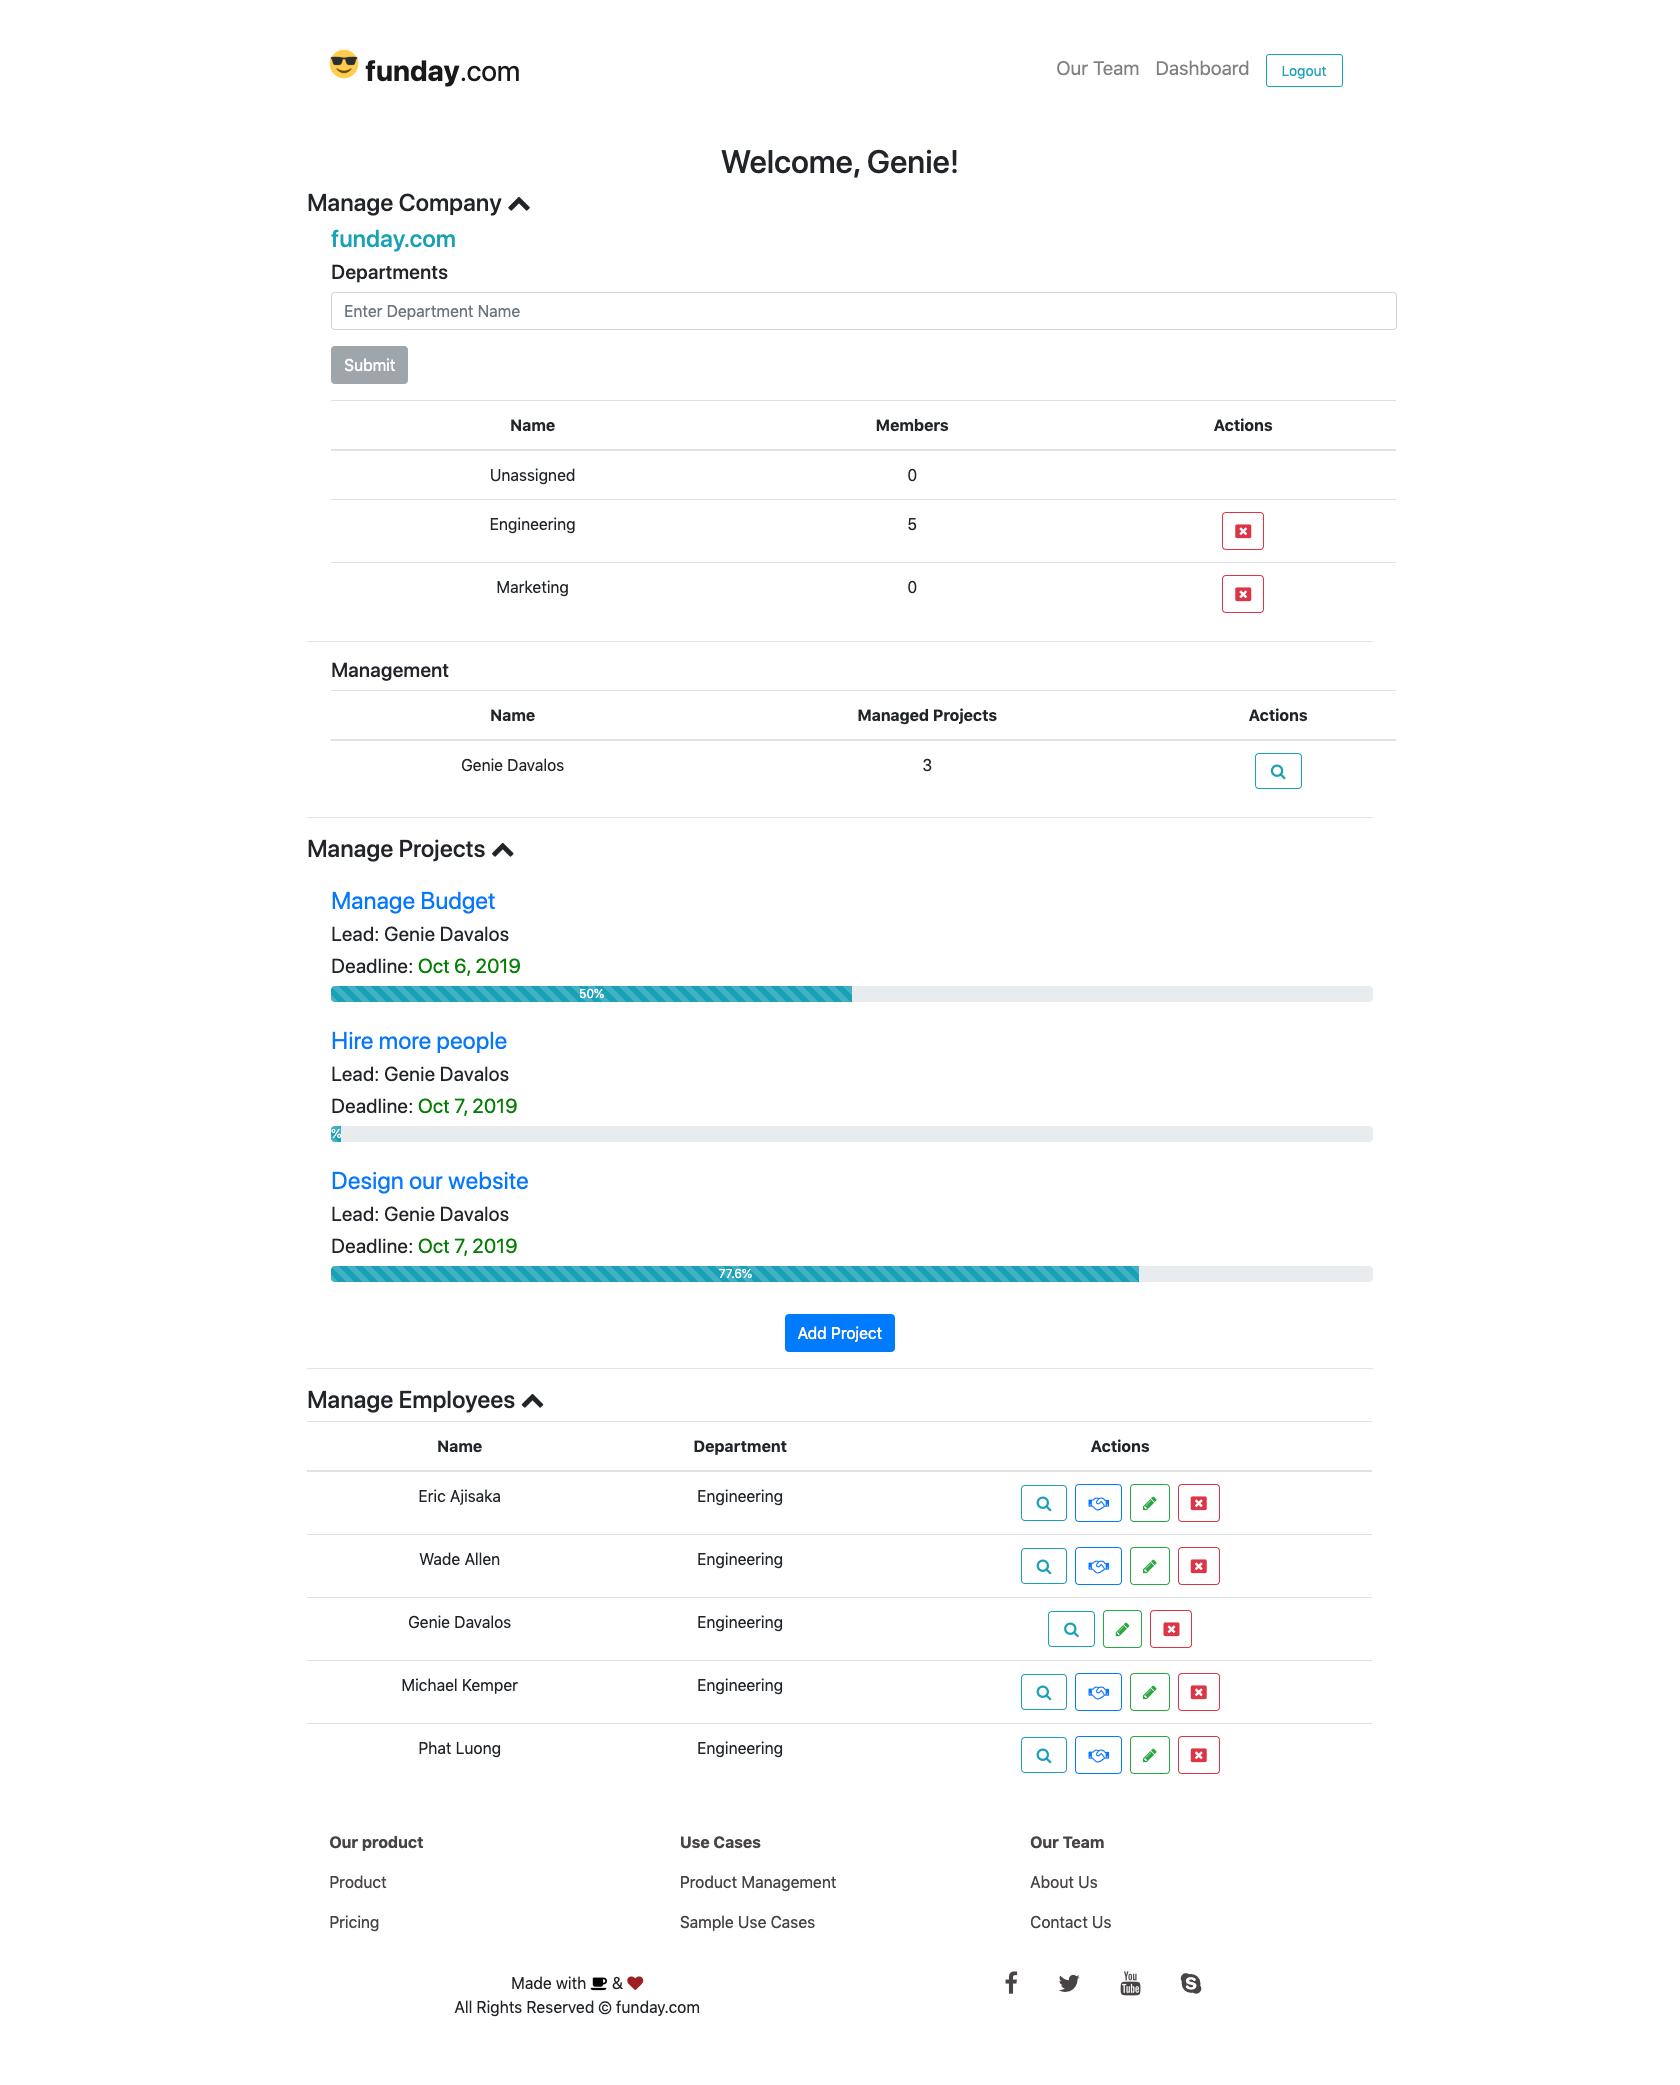 funday.com
Our Team Dashboard Logout
Welcome, Genie!
Manage Company
funday.com
Departments
Enter Department Name
Submit
Name Members Actions
Unassigned 0
Engineering 5
Marketing 0
Management
Name Managed Projects Actions
Genie Davalos 3
Manage Projects
Manage Budget
Lead: Genie Davalos
Deadline: Oct 6, 2019
50%
Hire more people
Lead: Genie Davalos
Deadline: Oct 7, 2019
%
Design our website
Lead: Genie Davalos
Deadline: Oct 7, 2019
77.6%
Add Project
Manage Employees
Name Department Actions
Eric Ajisaka Engineering
Wade Allen Engineering
Genie Davalos Engineering
Michael Kemper Engineering
Phat Luong Engineering
Our product Use Cases Our Team
Product Product Management About Us
Pricing Sample Use Cases Contact Us
Made with & 
You Tube
All Rights Reserved © funday.com